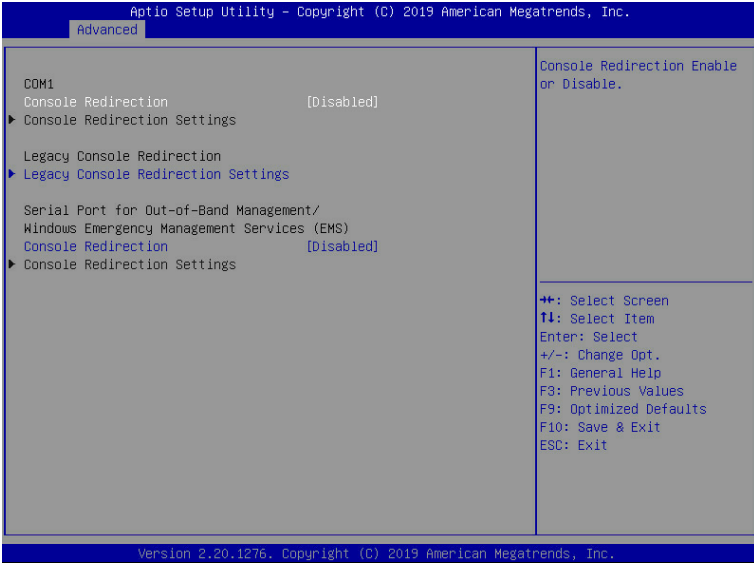 Aptio Setup Utility – Copyright (C) 2019 American Megatrends, Inc.
Advanced
COM1
Console Redirection [Disabled]
▶ Console Redirection Settings
Legacy Console Redirection
▶ Legacy Console Redirection Settings
Serial Port for Out-of-Band Management/
Windows Emergency Management Services (EMS)
Console Redirection [Disabled]
▶ Console Redirection Settings
Console Redirection Enable
or Disable.
→←: Select Screen
↑↓: Select Item
Enter: Select
+/-: Change Opt.
F1: General Help
F3: Previous Values
F9: Optimized Defaults
F10: Save & Exit
ESC: Exit
Version 2.20.1276. Copyright (C) 2019 American Megatrends, Inc.